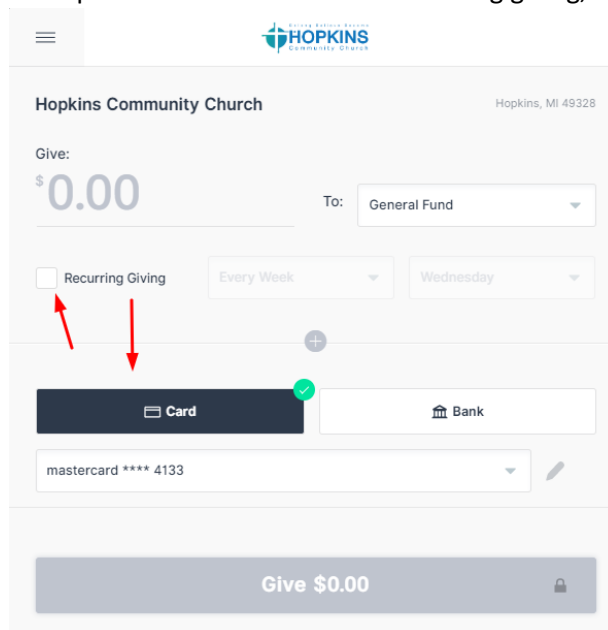 giving,
HOPKINS
Community Church
Hopkins Community Church
Hopkins, MI 49328
Give:
$0.00
To:
General Fund
Recurring Giving
Every Week
Wednesday
Card
Bank
mastercard **** 4133
Give $0.00